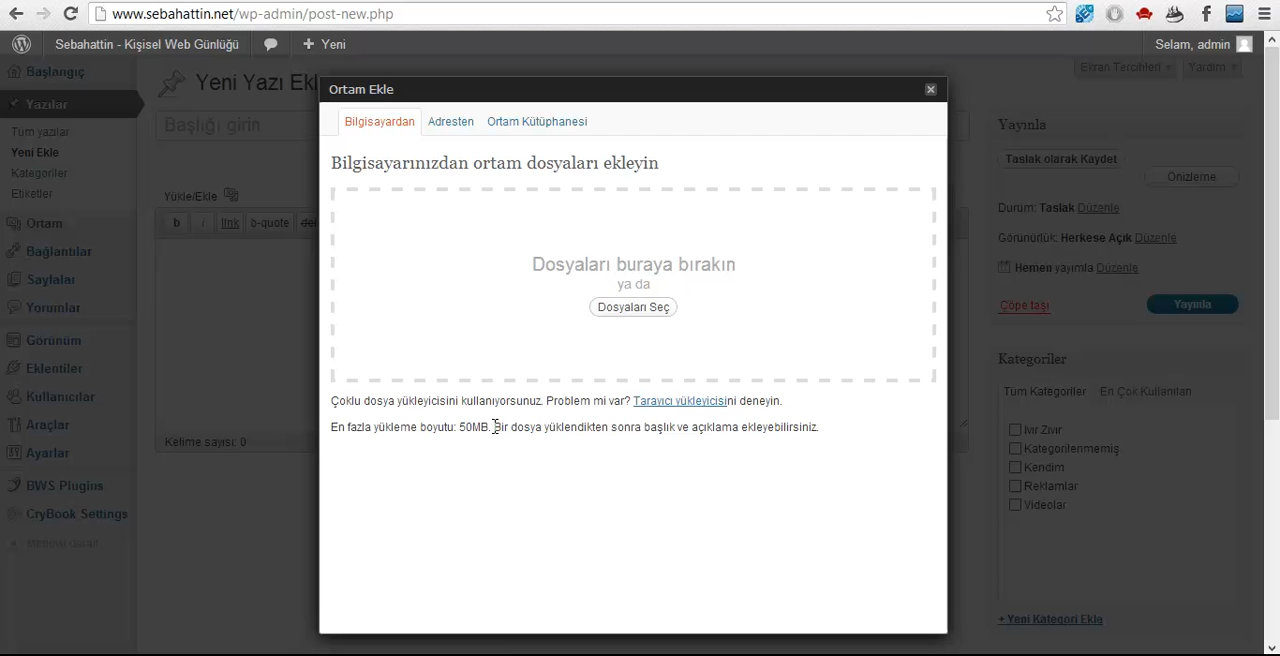 www.sebahattin.net/wp-admin/post-new.php
Sebahattin - Kişisel Web Günlüğü
Yeni
Selam, admin
Başlangıç
Yazılar
Tüm yazılar
Yeni Ekle
Kategoriler
Etiketler
Ortam
Bağlantılar
Sayfalar
Yorumlar
Görünüm
Eklentiler
Kullanıcılar
Araçlar
Ayarlar
BWS Plugins
CryBook Settings
Menüyü daralt
Yeni Yazı Ekl
Başlığı girin
Yükle/Ekle
b i link b-quote del
Kelime sayısı: 0
Ortam Ekle
Bilgisayardan Adresten Ortam Kütüphanesi
Bilgisayarınızdan ortam dosyaları ekleyin
Dosyaları buraya bırakın
ya da
Dosyaları Seç
Çoklu dosya yükleyicisini kullanıyorsunuz. Problem mi var? Tarayıcı yükleyicisini deneyin.
En fazla yükleme boyutu: 50MB. Bir dosya yüklendikten sonra başlık ve açıklama ekleyebilirsiniz.
Ekran Tercihleri Yardım
Yayınla
Taslak olarak Kaydet
Önizleme
Durum: Taslak Düzenle
Görünürlük: Herkese Açık Düzenle
Hemen yayımla Düzenle
Çöpe taşı
Yayınla
Kategoriler
Tüm Kategoriler En Çok Kullanılan
Ivır Zıvır
Kategorilenmemiş
Kendim
Reklamlar
Videolar
+ Yeni Kategori Ekle